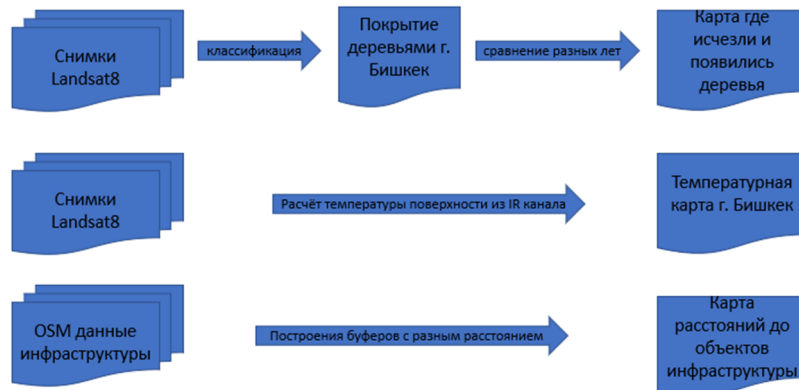 Снимки
Landsat8
классификация
Покрытие
деревьями г.
Бишкек
сравнение разных лет
Карта где
исчезли и
появились
деревья
Снимки
Landsat8
Расчёт температуры поверхности из IR канала
Температурная
карта г. Бишкек
OSM данные
инфраструктуры
Построения буферов с разным расстоянием
Карта
расстояний до
объектов
инфраструктуры